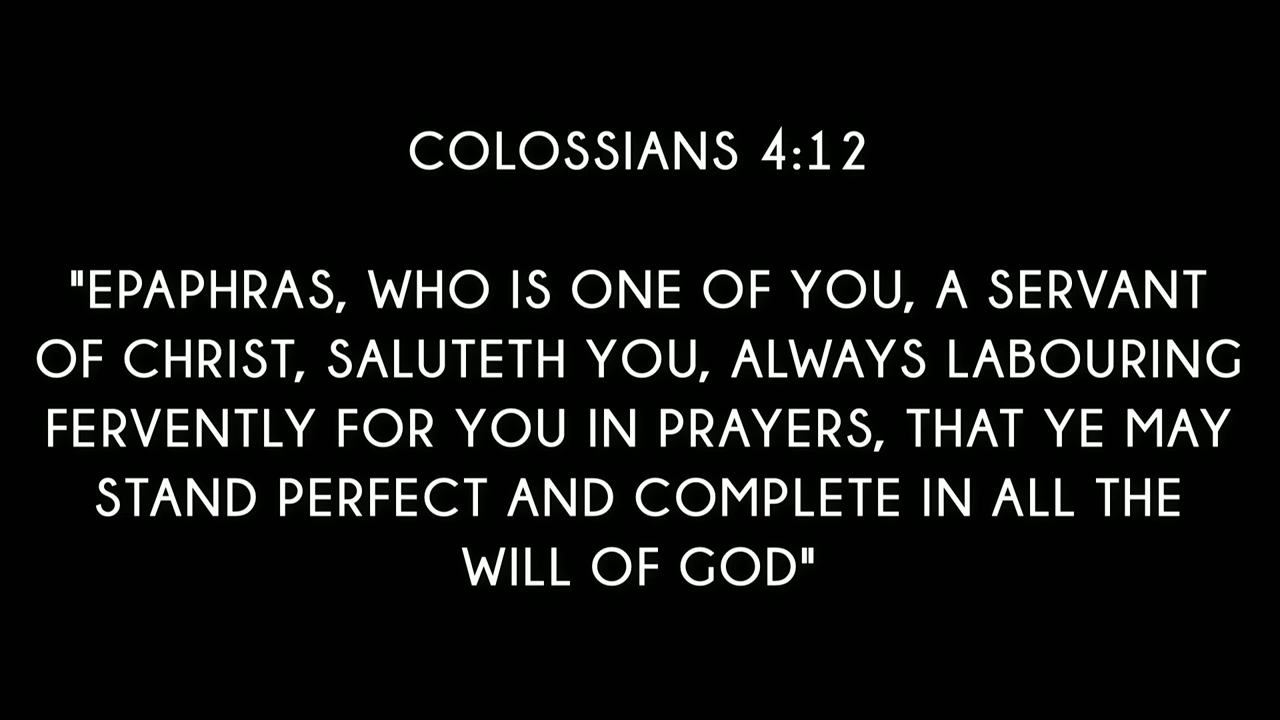 COLOSSIANS 4:12
"EPAPHRAS, WHO IS ONE OF YOU, A SERVANT
OF CHRIST, SALUTETH YOU, ALWAYS LABOURING
FERVENTLY FOR YOU IN PRAYERS, THAT YE MAY
STAND PERFECT AND COMPLETE IN ALL THE
WILL OF GOD"